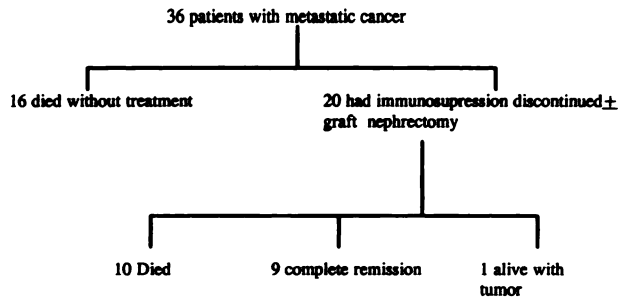 36 patients with metastatic cancer
16 died without treatment
20 had immunosupression discontinued±
graft nephrectomy
10 Died
9 complete remission
1 alive with
tumor